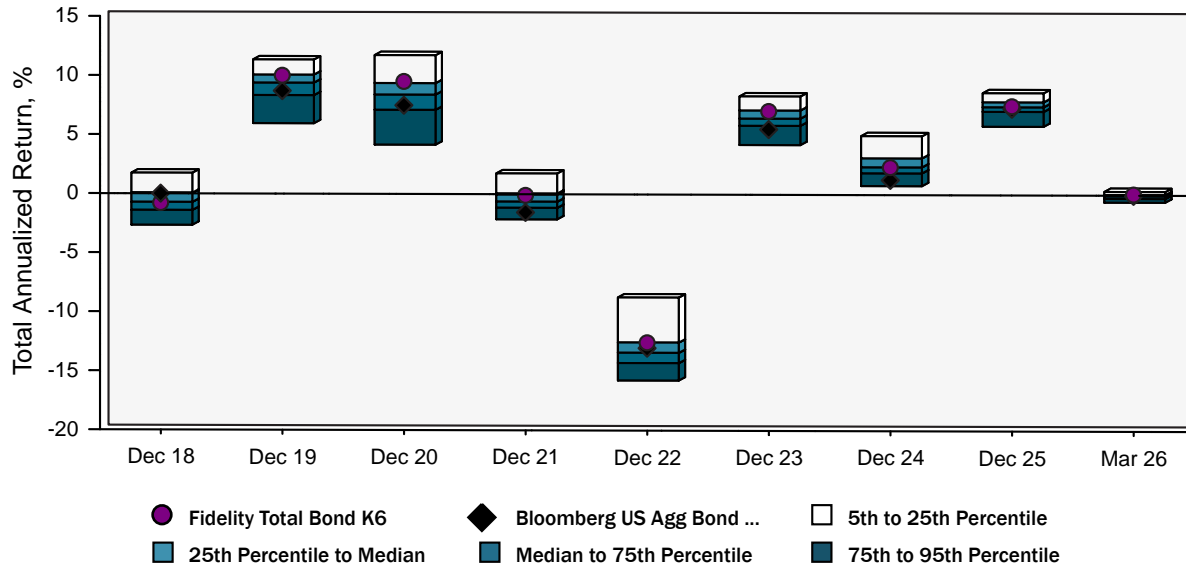 15
10
5
0
-5
-10
-15
-20
Total Annualized Return, %
Dec 18 Dec 19 Dec 20 Dec 21 Dec 22 Dec 23 Dec 24 Dec 25 Mar 26
Fidelity Total Bond K6 Bloomberg US Agg Bond ... 5th to 25th Percentile
25th Percentile to Median Median to 75th Percentile 75th to 95th Percentile